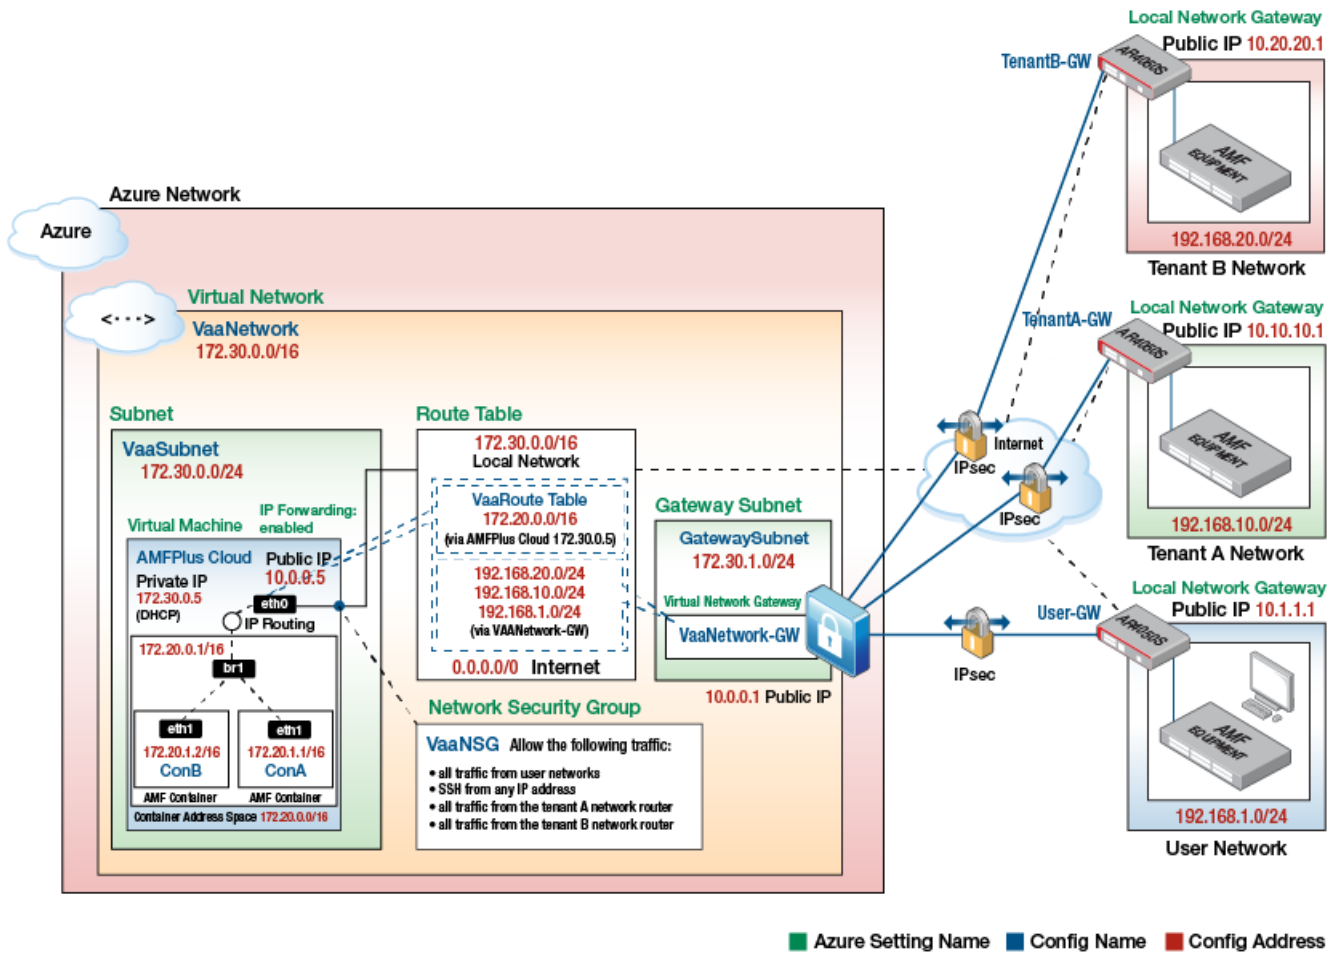 Local Network Gateway
Public IP 10.20.20.1
TenantB-GW
AR4050S
AMF
EQUIPMENT
192.168.20.0/24
Tenant B Network
Azure Network
Azure
Virtual Network
<···>
VaaNetwork
172.30.0.0/16
Local Network Gateway
Public IP 10.10.10.1
TenantA-GW
AR4050S
AMF
EQUIPMENT
192.168.10.0/24
Tenant A Network
Subnet
VaaSubnet
172.30.0.0/24
Virtual Machine
IP Forwarding:
enabled
AMFPlus Cloud
Public IP
10.0.0.5
Private IP
172.30.0.5
(DHCP)
eth0
IP Routing
172.20.0.1/16
br1
eth1
172.20.1.2/16
ConB
AMF Container
eth1
172.20.1.1/16
ConA
AMF Container
Container Address Space 172.20.0.0/16
Route Table
172.30.0.0/16
Local Network
VaaRoute Table
172.20.0.0/16
(via AMFPlus Cloud 172.30.0.5)
192.168.20.0/24
192.168.10.0/24
192.168.1.0/24
(via VAANetwork-GW)
0.0.0.0/0 Internet
Gateway Subnet
GatewaySubnet
172.30.1.0/24
Virtual Network Gateway
VaaNetwork-GW
10.0.0.1 Public IP
Network Security Group
VaaNSG Allow the following traffic:
• all traffic from user networks
• SSH from any IP address
• all traffic from the tenant A network router
• all traffic from the tenant B network router
Internet
IPsec
IPsec
IPsec
Local Network Gateway
Public IP 10.1.1.1
User-GW
AR4050S
AMF
EQUIPMENT
192.168.1.0/24
User Network
Azure Setting Name
Config Name
Config Address